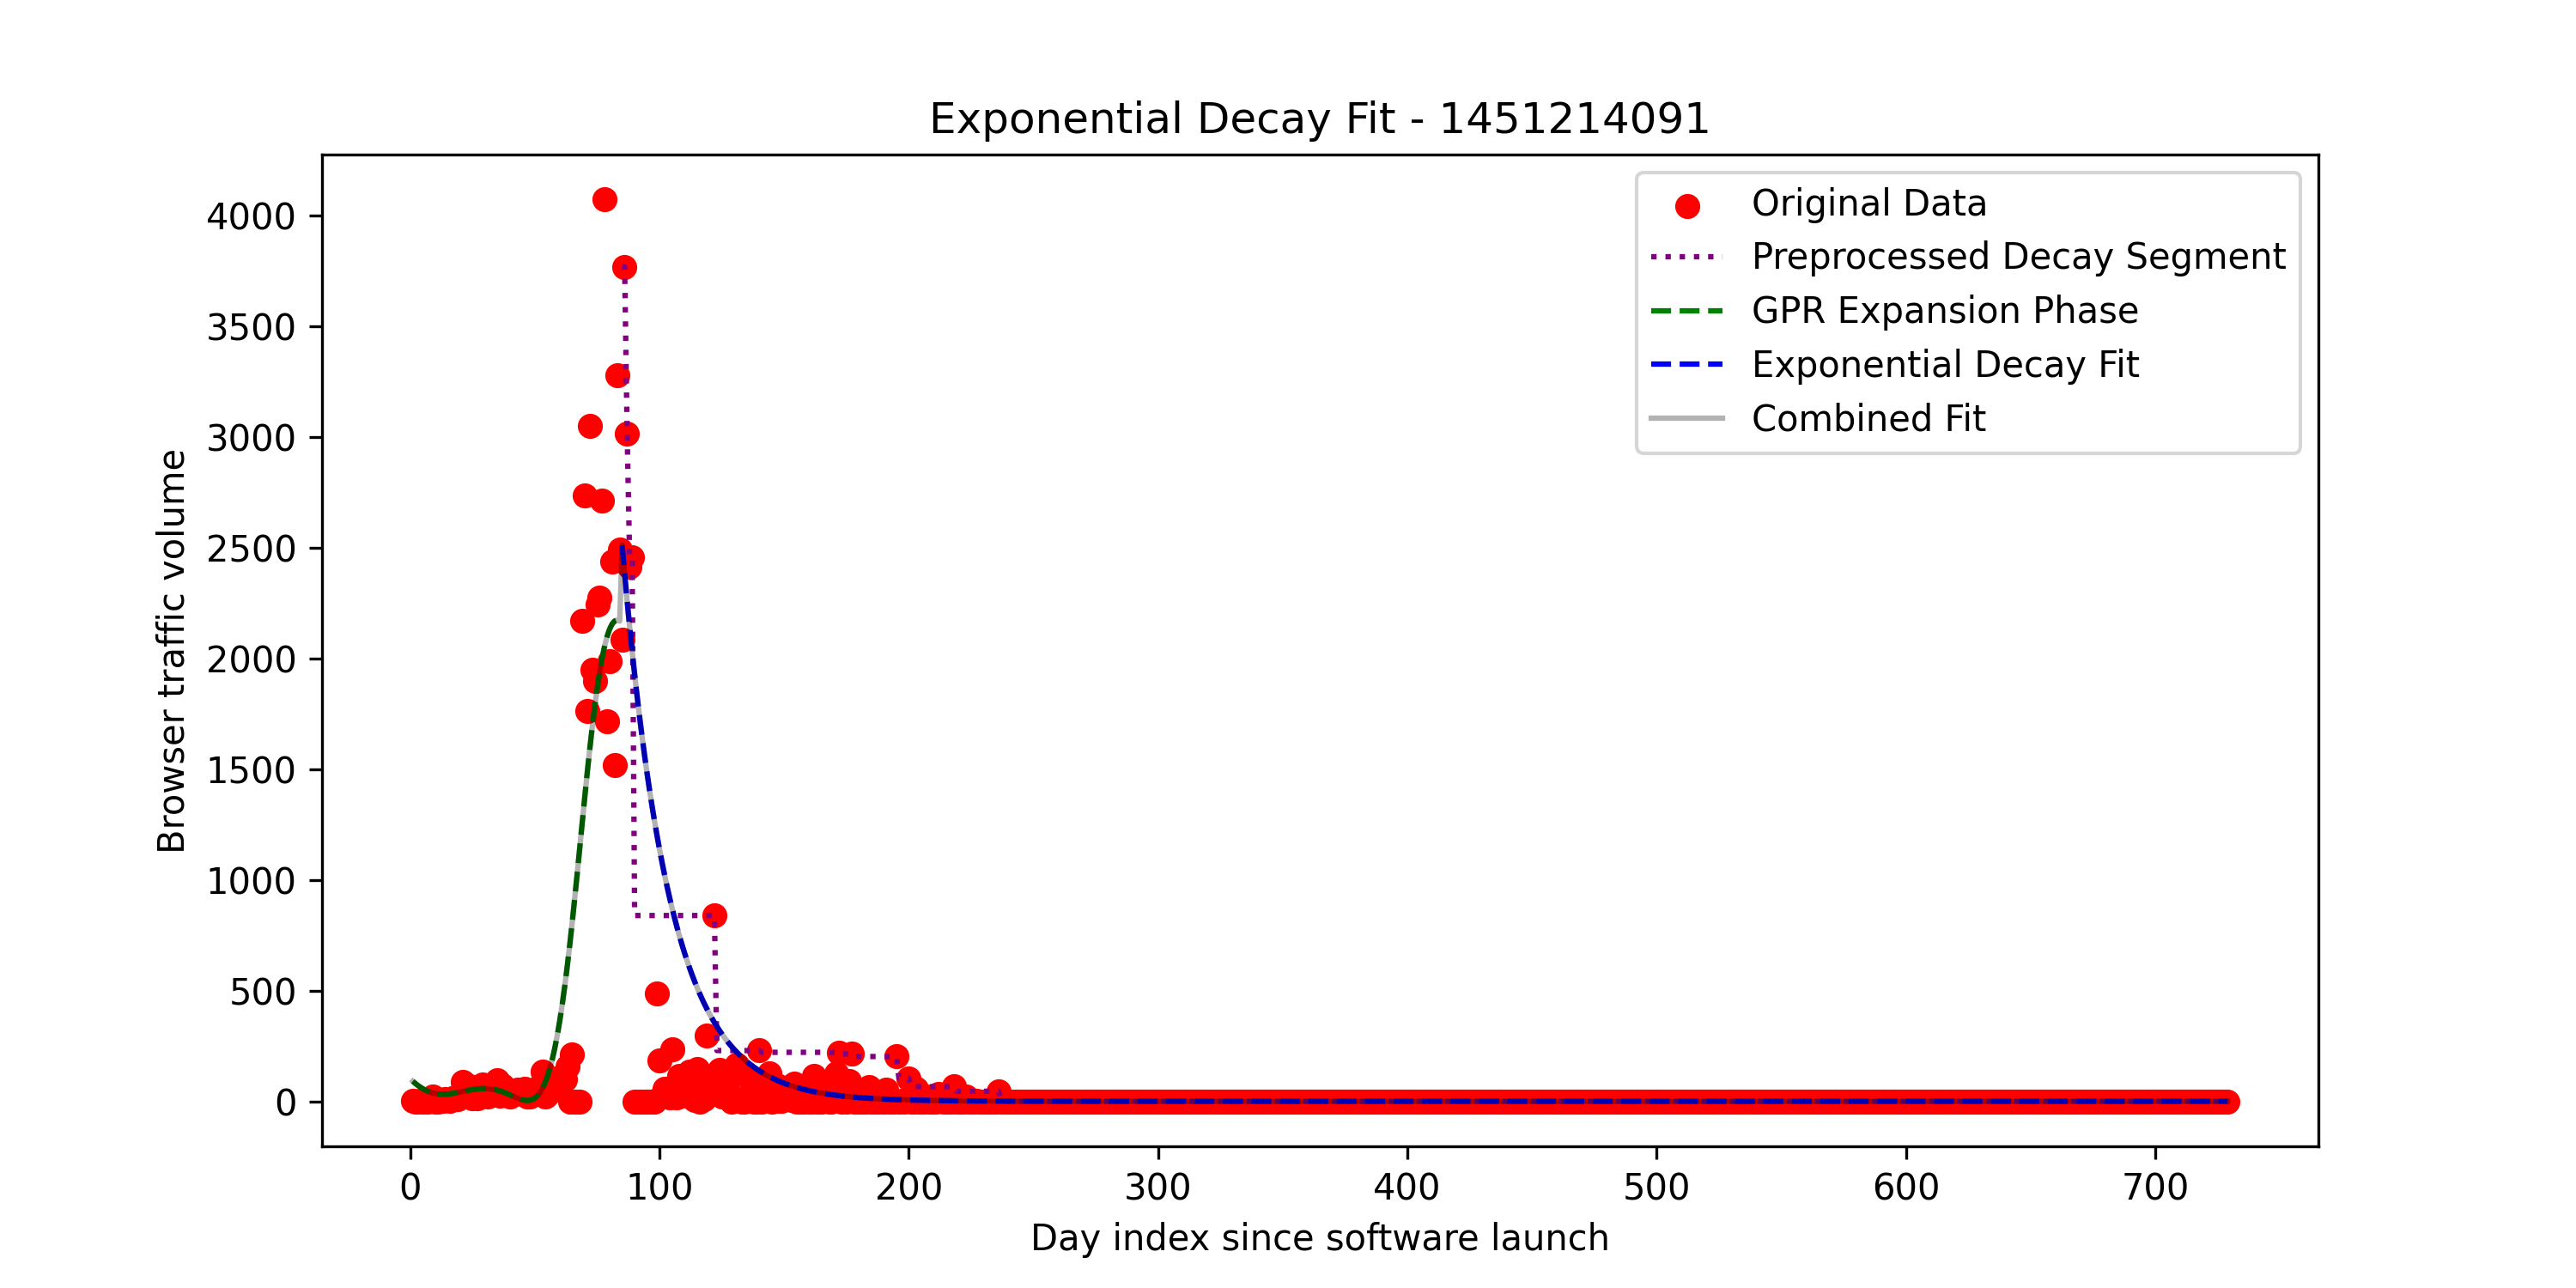 Exponential Decay Fit - 1451214091
Original Data
Preprocessed Decay Segment
GPR Expansion Phase
Exponential Decay Fit
Combined Fit
Browser traffic volume
4000
3500
3000
2500
2000
1500
1000
500
0
0 100 200 300 400 500 600 700
Day index since software launch